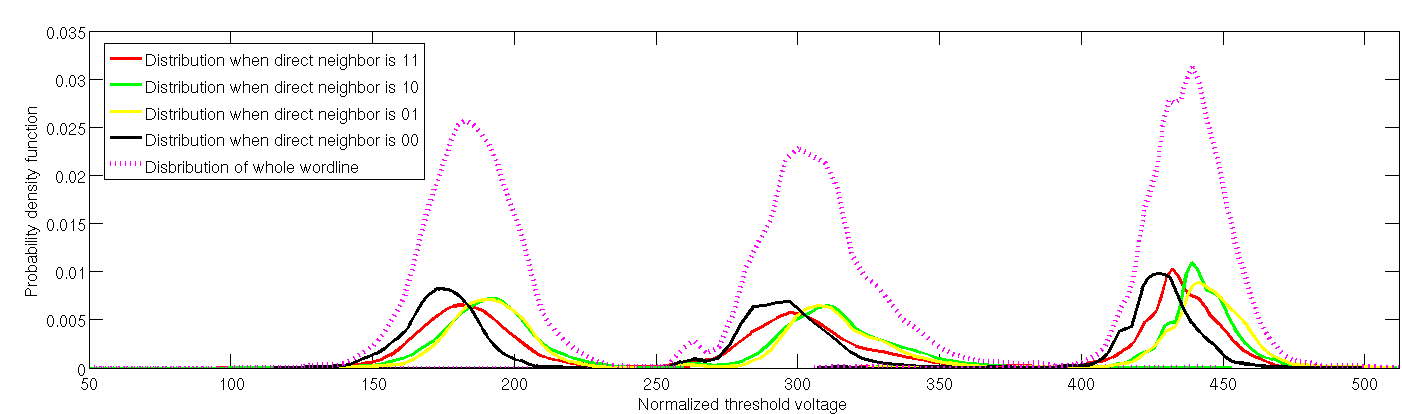 0.035
0.03
0.025
0.02
0.015
0.01
0.005
0
Probability density function
Distribution when direct neighbor is 11
Distribution when direct neighbor is 10
Distribution when direct neighbor is 01
Distribution when direct neighbor is 00
Disbribution of whole wordline
50 100 150 200 250 300 350 400 450 500
Normalized threshold voltage